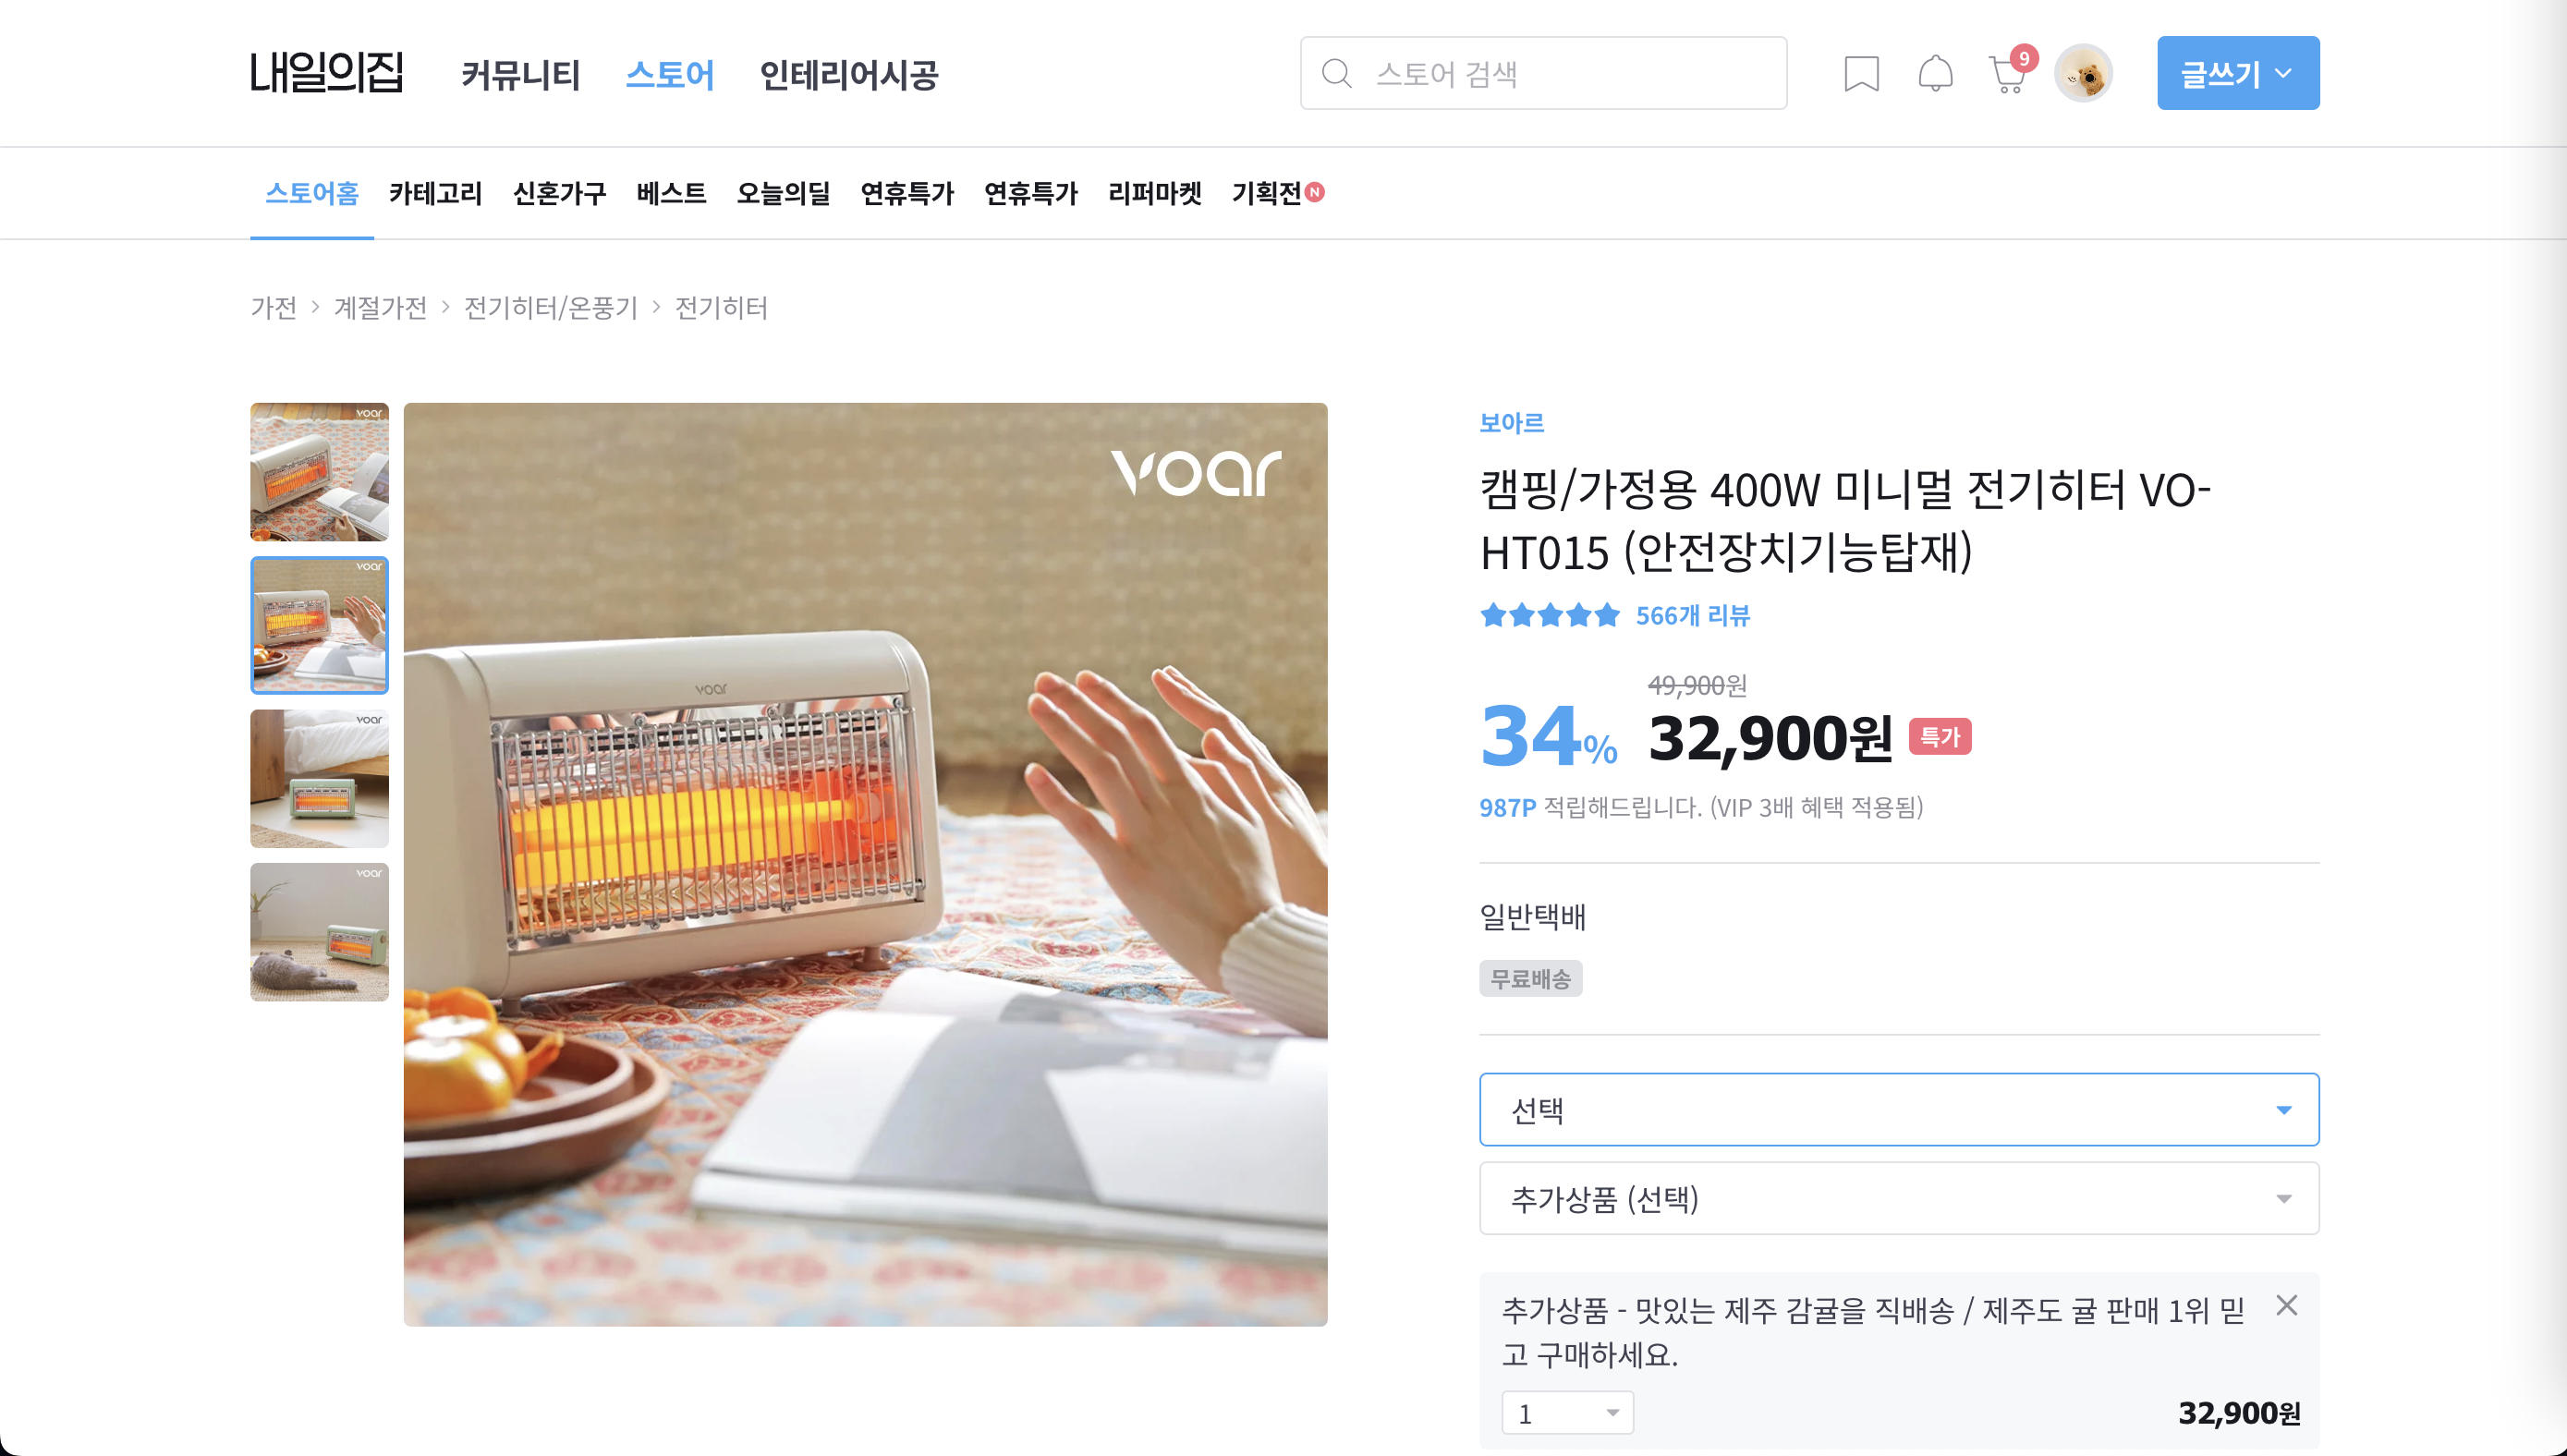 내일의집
커뮤니티
스토어
인테리어시공
스토어 검색
9
글쓰기
스토어홈
카테고리
신혼가구
베스트
오늘의딜
연휴특가
연휴특가
리퍼마켓
기획전
N
가전
계절가전
전기히터/온풍기
전기히터
voar
voar
voar
voar
voar
voar
보아르
캠핑/가정용 400W 미니멀 전기히터 VO-
HT015 (안전장치기능탑재)
566개 리뷰
49,900원
34%
32,900원
특가
987P 적립해드립니다. (VIP 3배 혜택 적용됨)
일반택배
무료배송
선택
추가상품 (선택)
추가상품 - 맛있는 제주 감귤을 직배송 / 제주도 귤 판매 1위 믿
고 구매하세요.
1
32,900원